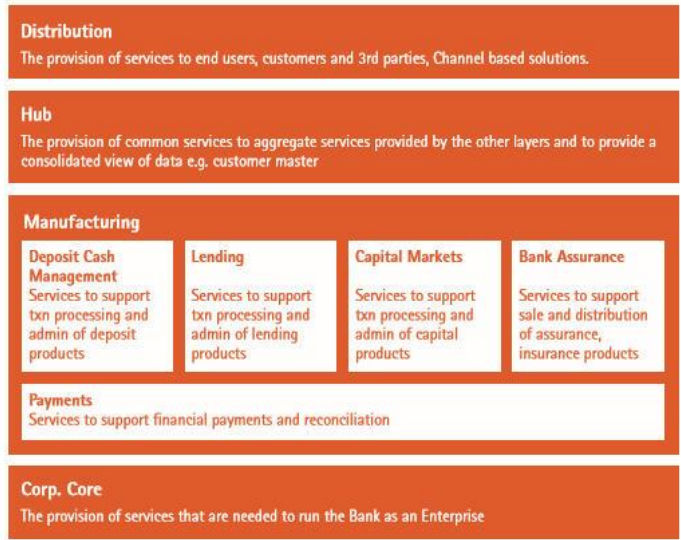 Distribution
The provision of services to end users, customers and 3rd parties, Channel based solutions.
Hub
The provision of common services to aggregate services provided by the other layers and to provide a
consolidated view of data e.g. customer master
Manufacturing
Deposit Cash
Management
Services to support
txn processing and
admin of deposit
products
Lending
Services to support
txn processing and
admin of lending
products
Capital Markets
Services to support
txn processing and
admin of capital
products
Bank Assurance
Services to support
sale and distribution
of assurance,
insurance products
Payments
Services to support financial payments and reconciliation
Corp. Core
The provision of services that are needed to run the Bank as an Enterprise